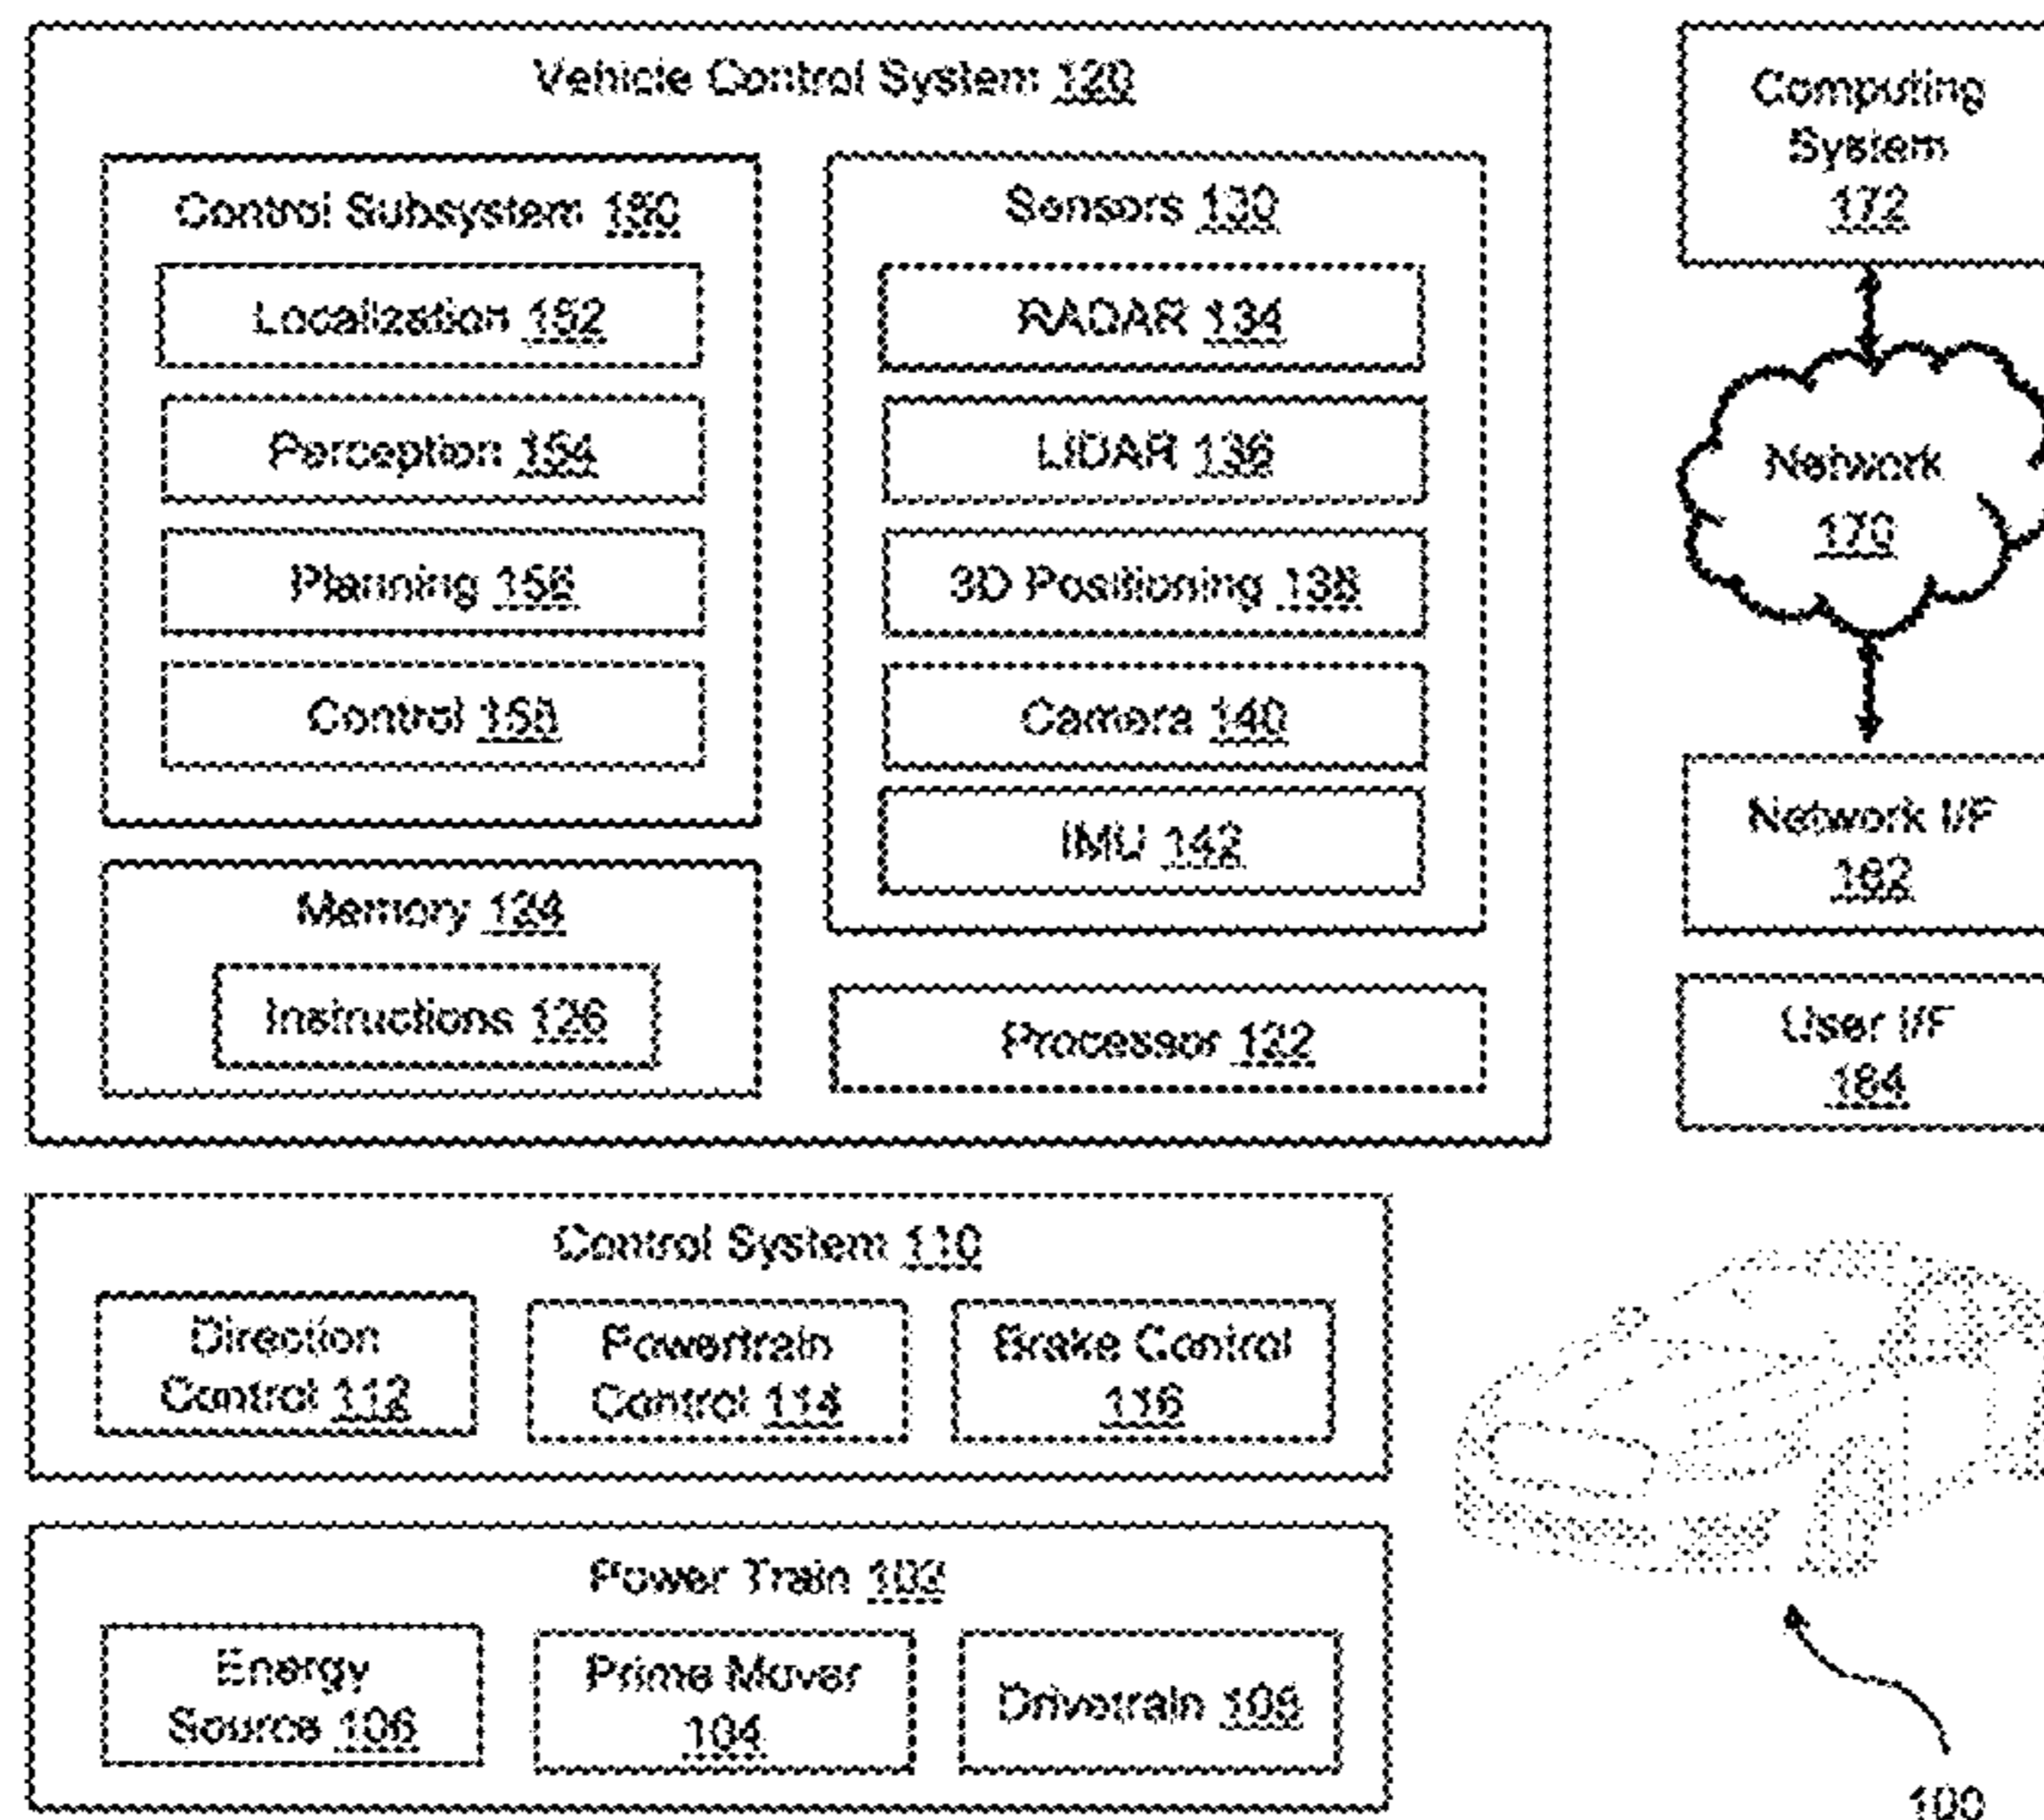 Vehicle Control System 120
Control Subsystem 150
Localization 152
Perception 154
Planning 156
Control 158
Memory 124
Instructions 126
Sensors 130
RADAR 134
LIDAR 136
3D Positioning 138
Camera 140
IMU 142
Processor 122
Computing
System
172
Network
170
Network I/F
162
User I/F
164
Control System 110
Direction
Control 112
Powertrain
Control 114
Brake Control
116
Power Train 102
Energy
Source 106
Prime Mover
104
Drivetrain 108
100